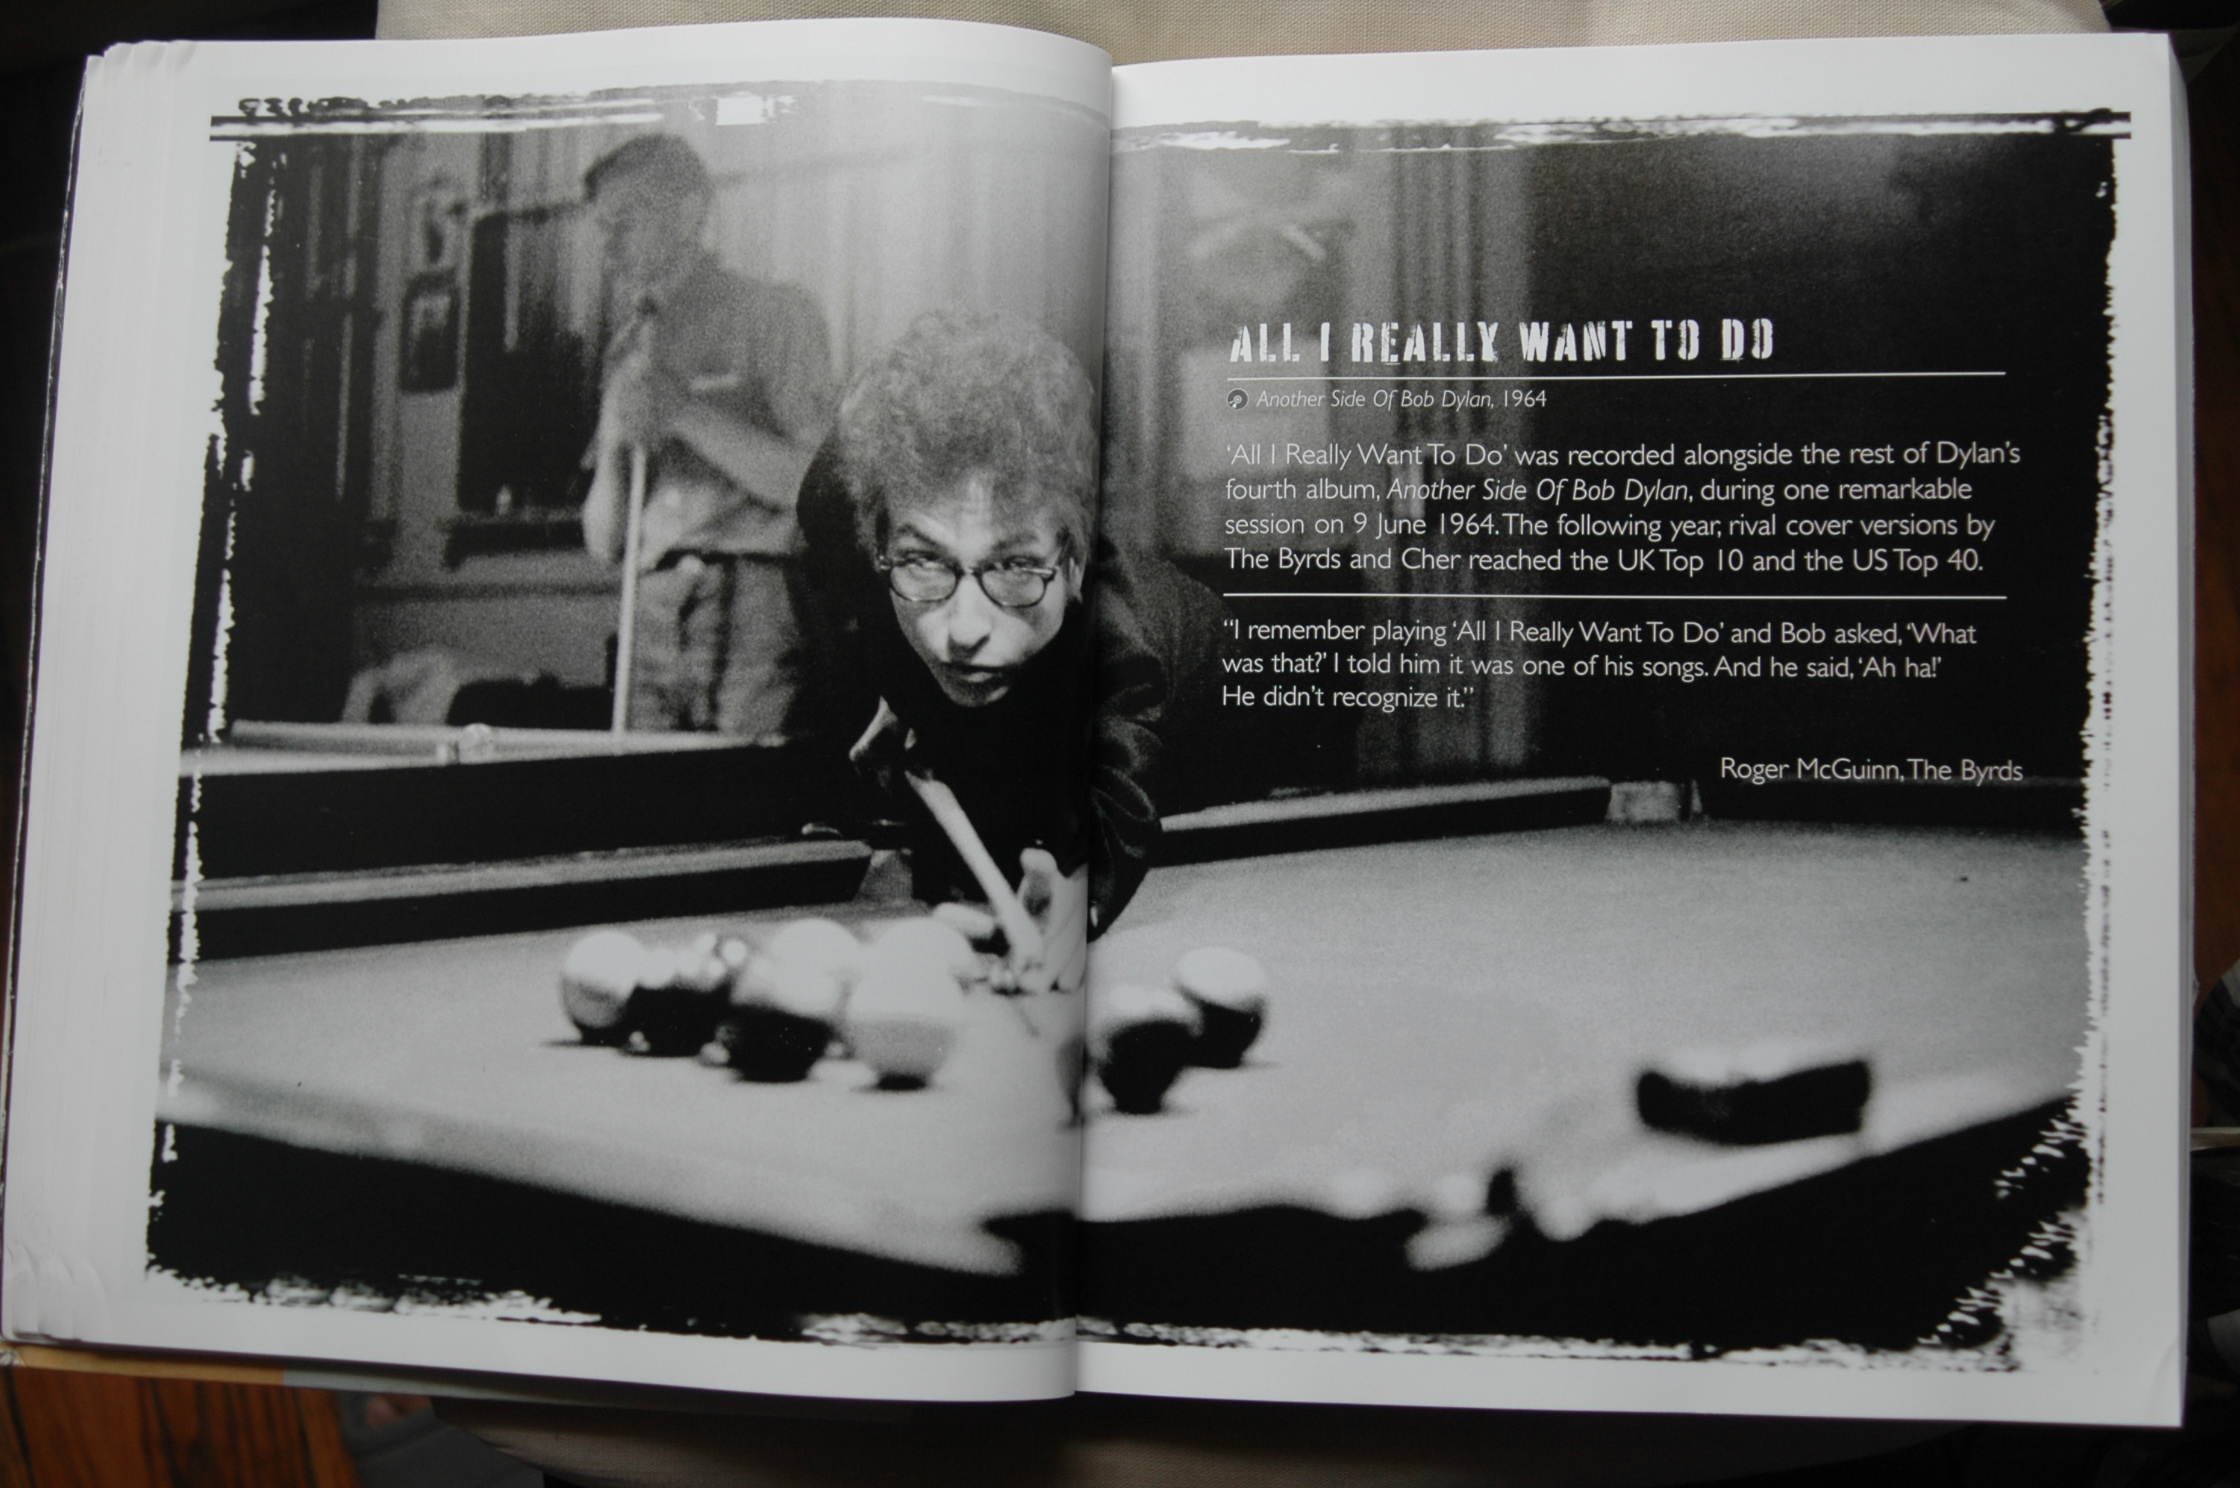 ALL I REALLY WANT TO DO
Another Side Of Bob Dylan, 1964
‘All I Really Want To Do’ was recorded alongside the rest of Dylan’s
fourth album, Another Side Of Bob Dylan, during one remarkable
session on 9 June 1964. The following year, rival cover versions by
The Byrds and Cher reached the UK Top 10 and the US Top 40.
“I remember playing ‘All I Really Want To Do’ and Bob asked, ‘What
was that?’ I told him it was one of his songs. And he said, ‘Ah ha!’
He didn’t recognize it.”
Roger McGuinn, The Byrds